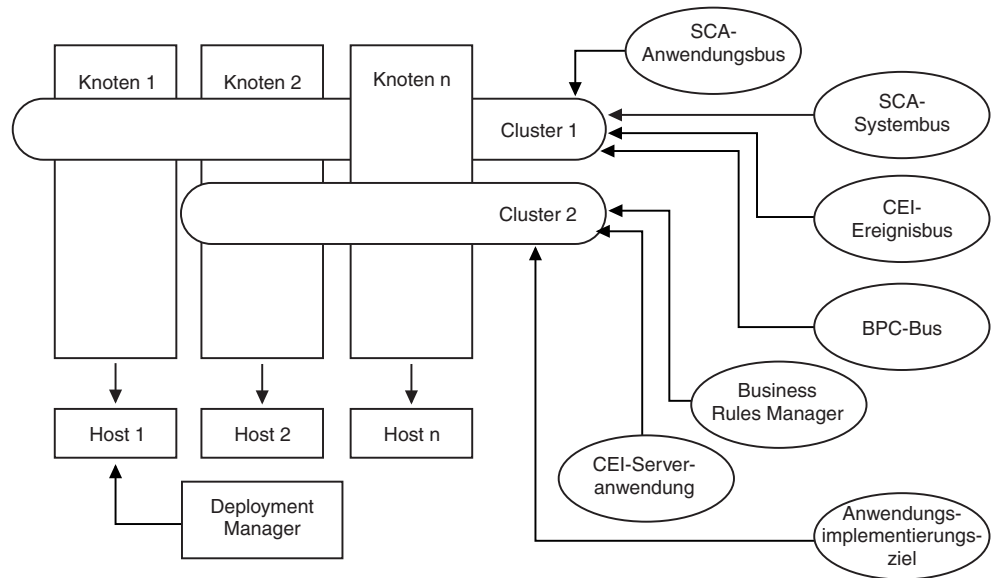 SCA-
Anwendungsbus
Knoten 1
Knoten 2
Knoten n
SCA-
Systembus
Cluster 1
CEI-
Ereignisbus
Cluster 2
BPC-Bus
Business
Rules Manager
Host 1
Host 2
Host n
CEI-Server-
anwendung
Deployment
Manager
Anwendungs-
implementierungs-
ziel